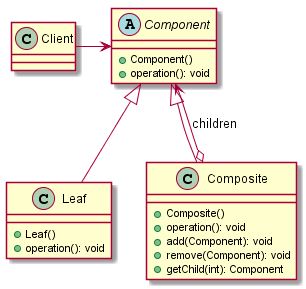 C Client
A Component
Component()
operation(): void
children
C Leaf
Leaf()
operation(): void
C Composite
Composite()
operation(): void
add(Component): void
remove(Component): void
getChild(int): Component